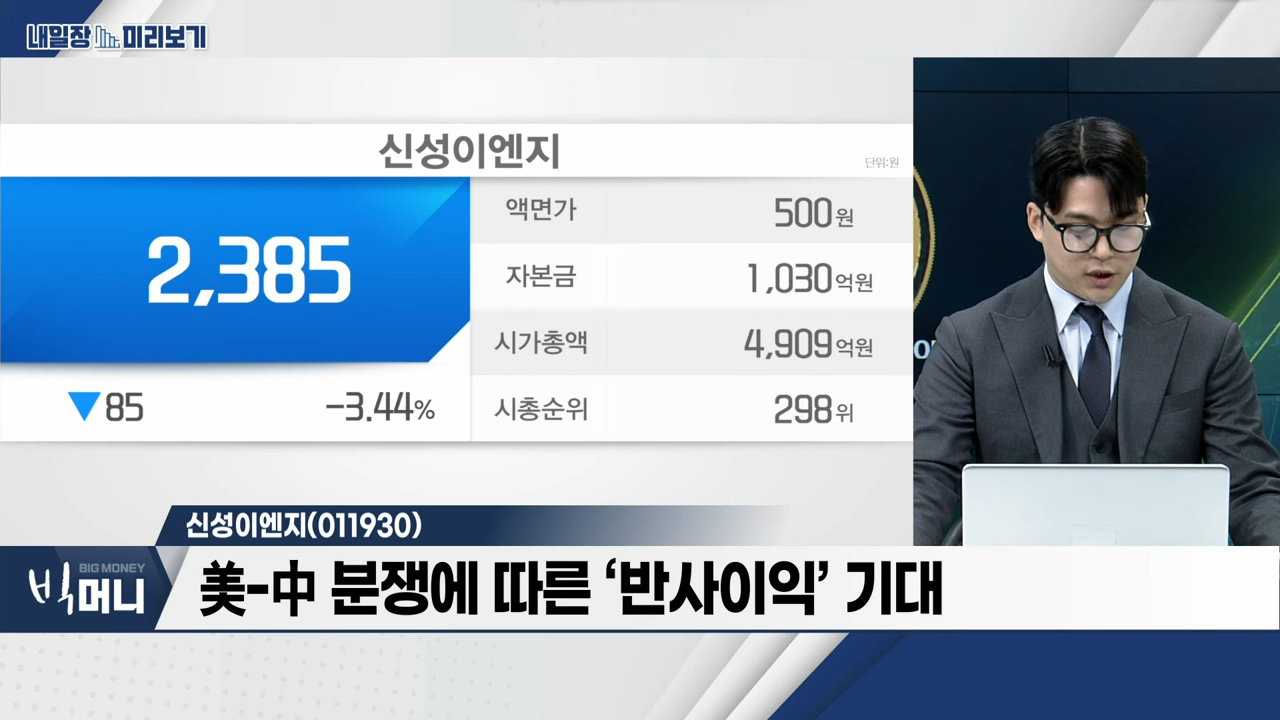 내일장 미리보기
신성이엔지
단위:원
2,385
▼85 -3.44%
액면가 500원
자본금 1,030억원
시가총액 4,909억원
시총순위 298위
신성이엔지(011930)
BIG MONEY
빅머니
美-中 분쟁에 따른 ‘반사이익’ 기대